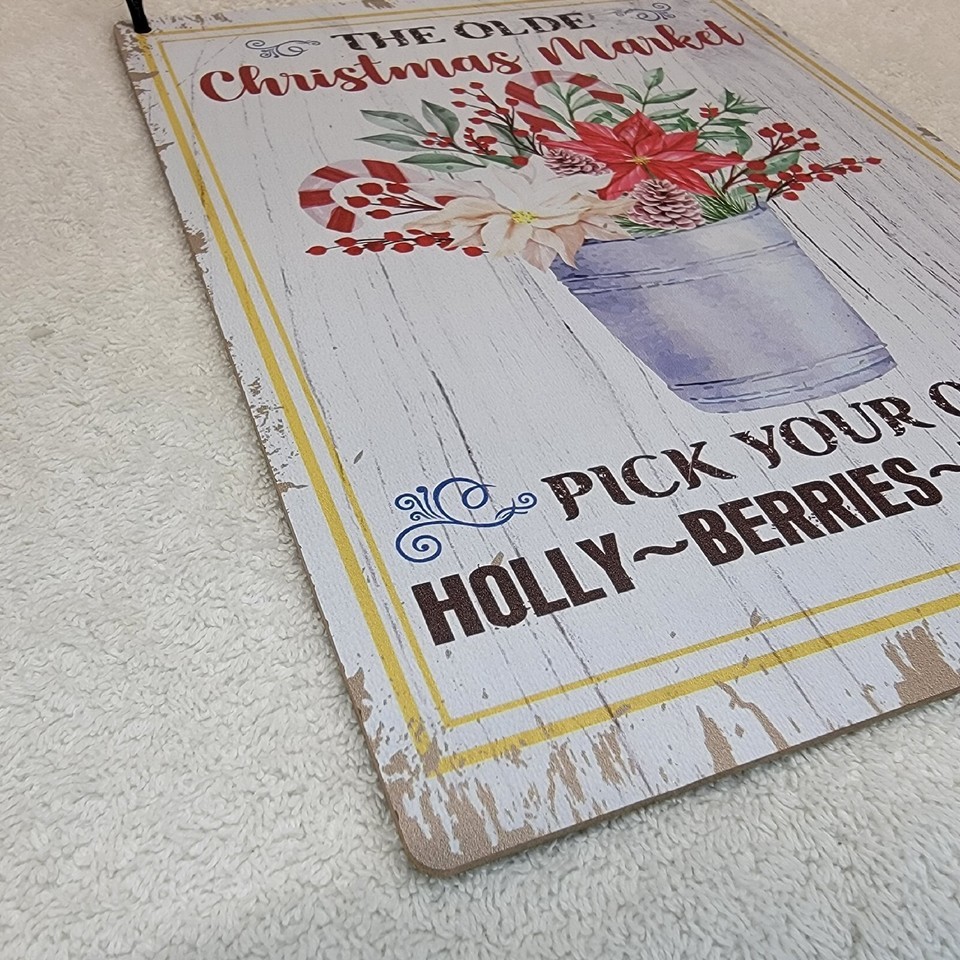 THE OLDE
Christmas Market
PICK YOUR
HOLLY~BERRIES~